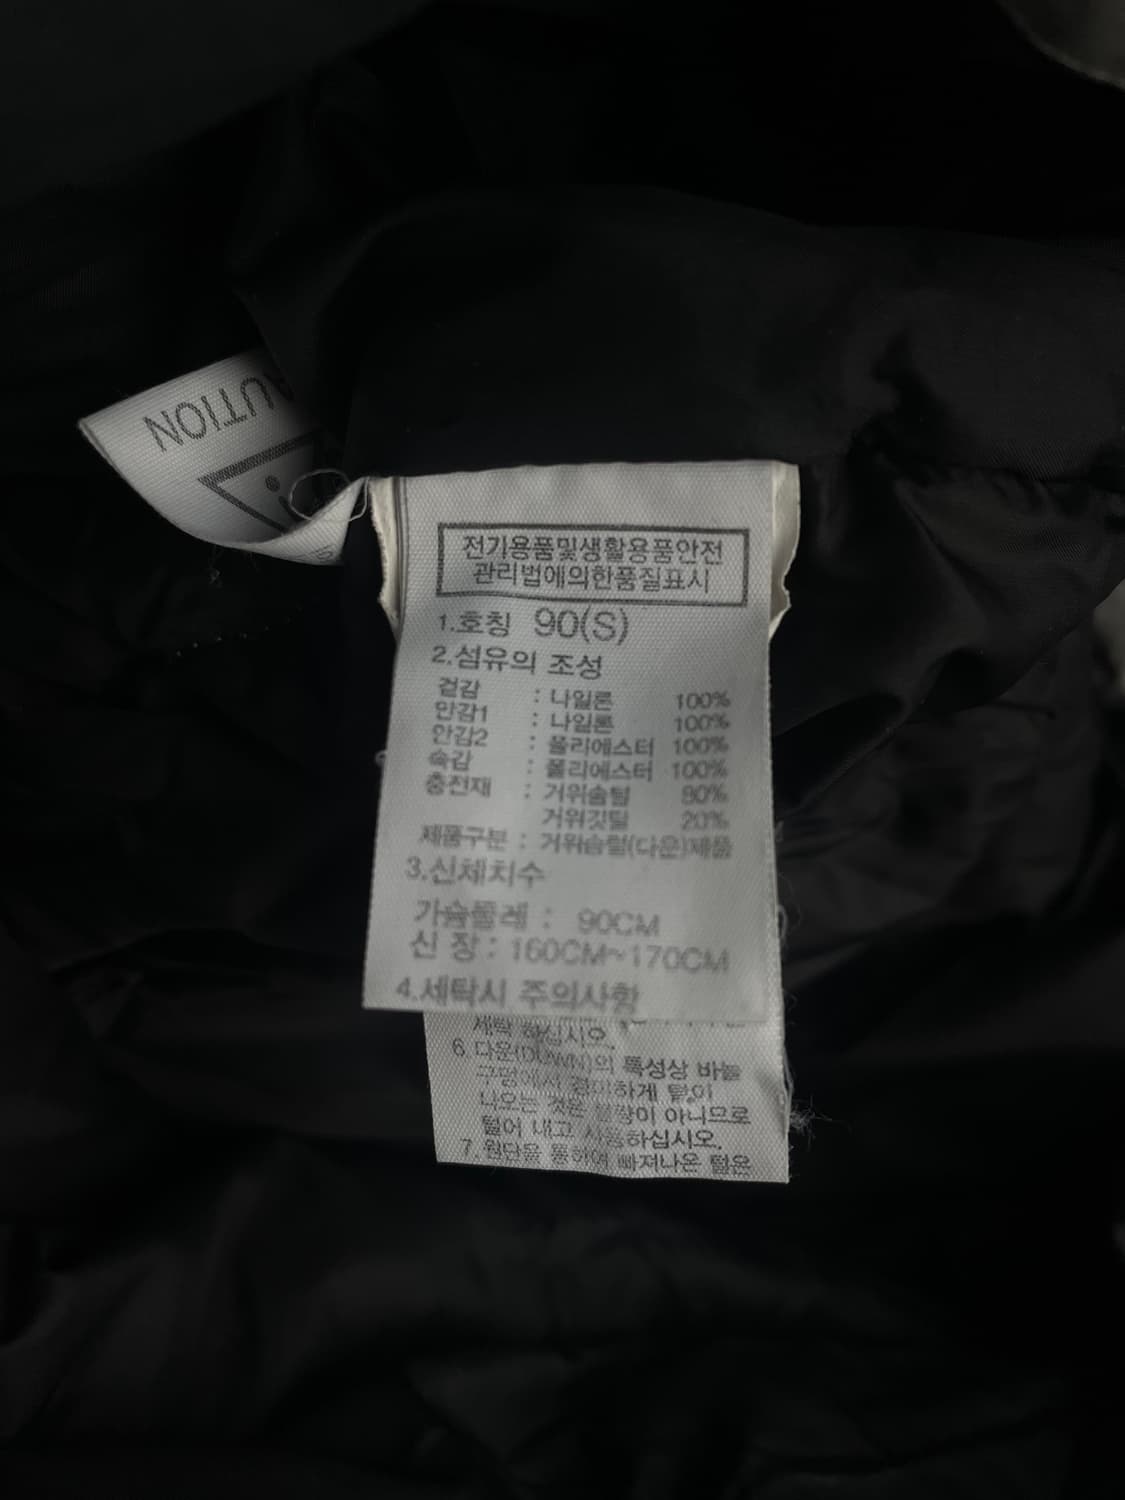 CAUTION
전기용품및생활용품안전
관리법에의한품질표시
1.호칭 90(S)
2.섬유의 조성
겉감 : 나일론 100%
안감1 : 나일론 100%
안감2 : 폴리에스터 100%
속감 : 폴리에스터 100%
충전재 : 거위솜털 80%
거위깃털 20%
제품구분 : 거위솜털(다운)제품
3.신체치수
가슴둘레 : 90CM
신 장 : 160CM~170CM
4.세탁시 주의사항
세탁 하십시오.
6.다운(DOWN)의 특성상 바늘
구멍에서 경미하게 털이
나오는 것은 불량이 아니므로
털어 내고 사용하십시오.
7.원단을 통하여 빠져나온 털은